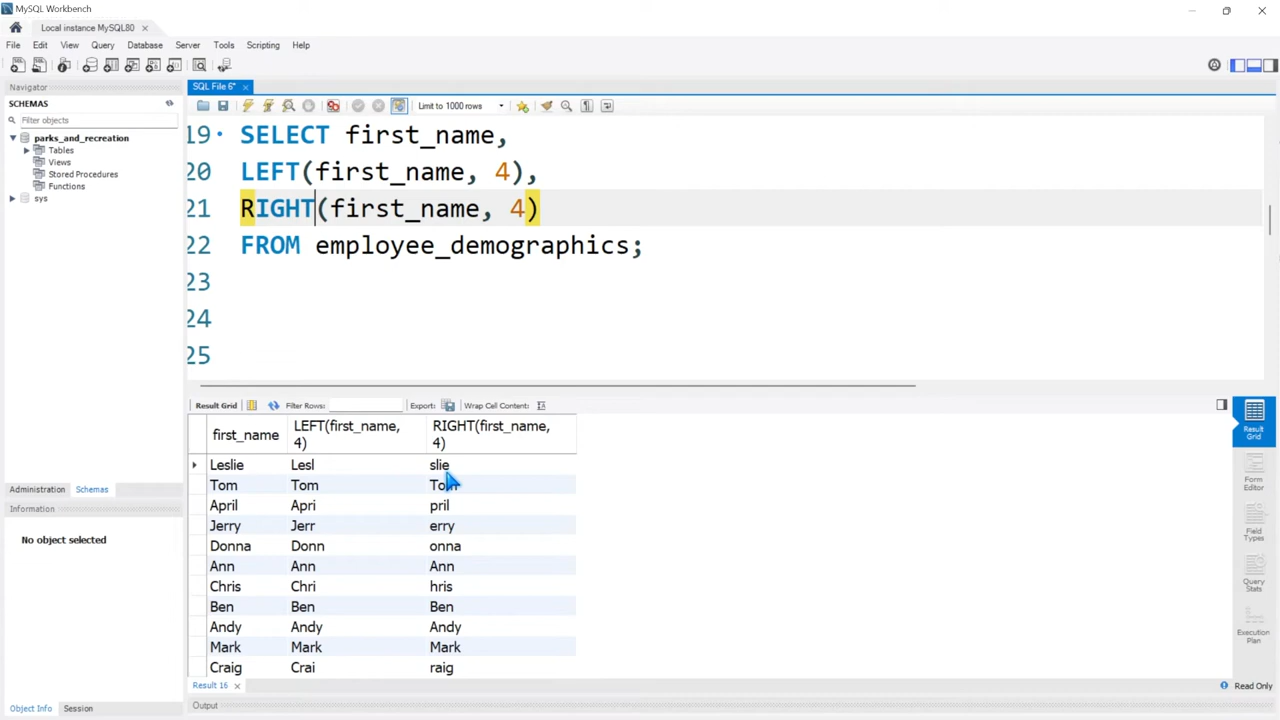 MySQL Workbench
Local instance MySQL80
File Edit View Query Database Server Tools Scripting Help
Navigator
SCHEMAS
Filter objects
parks_and_recreation
Tables
Views
Stored Procedures
Functions
sys
Administration Schemas
Information
No object selected
Object Info Session
SQL File 6*
Limit to 1000 rows
19 SELECT first_name,
20 LEFT(first_name, 4),
21 RIGHT(first_name, 4)
22 FROM employee_demographics;
23
24
25
Result Grid Filter Rows: Export: Wrap Cell Content:
first_name LEFT(first_name, 4) RIGHT(first_name, 4)
Leslie Lesl slie
Tom Tom Tom
April Apri pril
Jerry Jerr erry
Donna Donn onna
Ann Ann Ann
Chris Chri hris
Ben Ben Ben
Andy Andy Andy
Mark Mark Mark
Craig Crai raig
Result 16
Output
Result Grid
Form Editor
Field Types
Query Stats
Execution Plan
Read Only